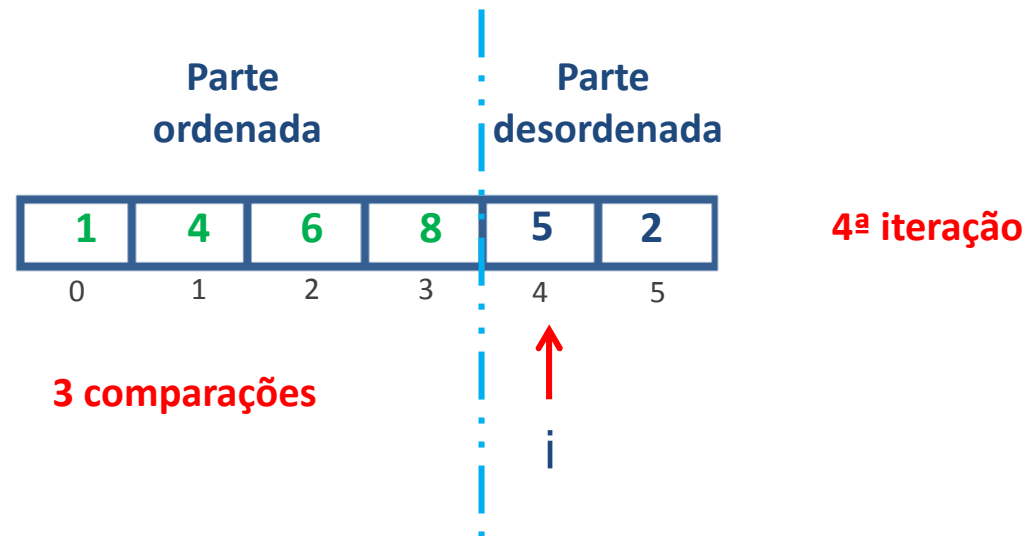 Parte
ordenada
Parte
desordenada
1 4 6 8 5 2
4ª iteração
0 1 2 3 4 5
3 comparações
i